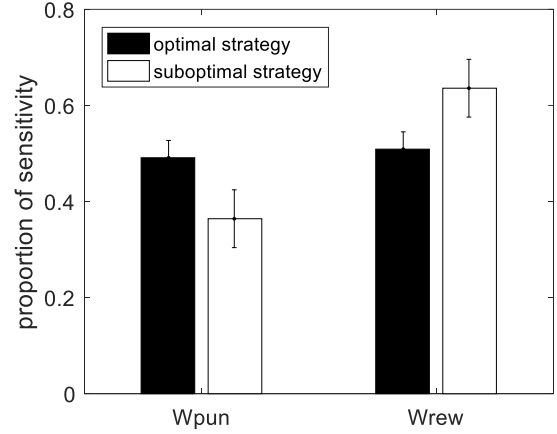 0.8
optimal strategy
suboptimal strategy
0.6
0.4
0.2
0
proportion of sensitivity
Wpun
Wrew